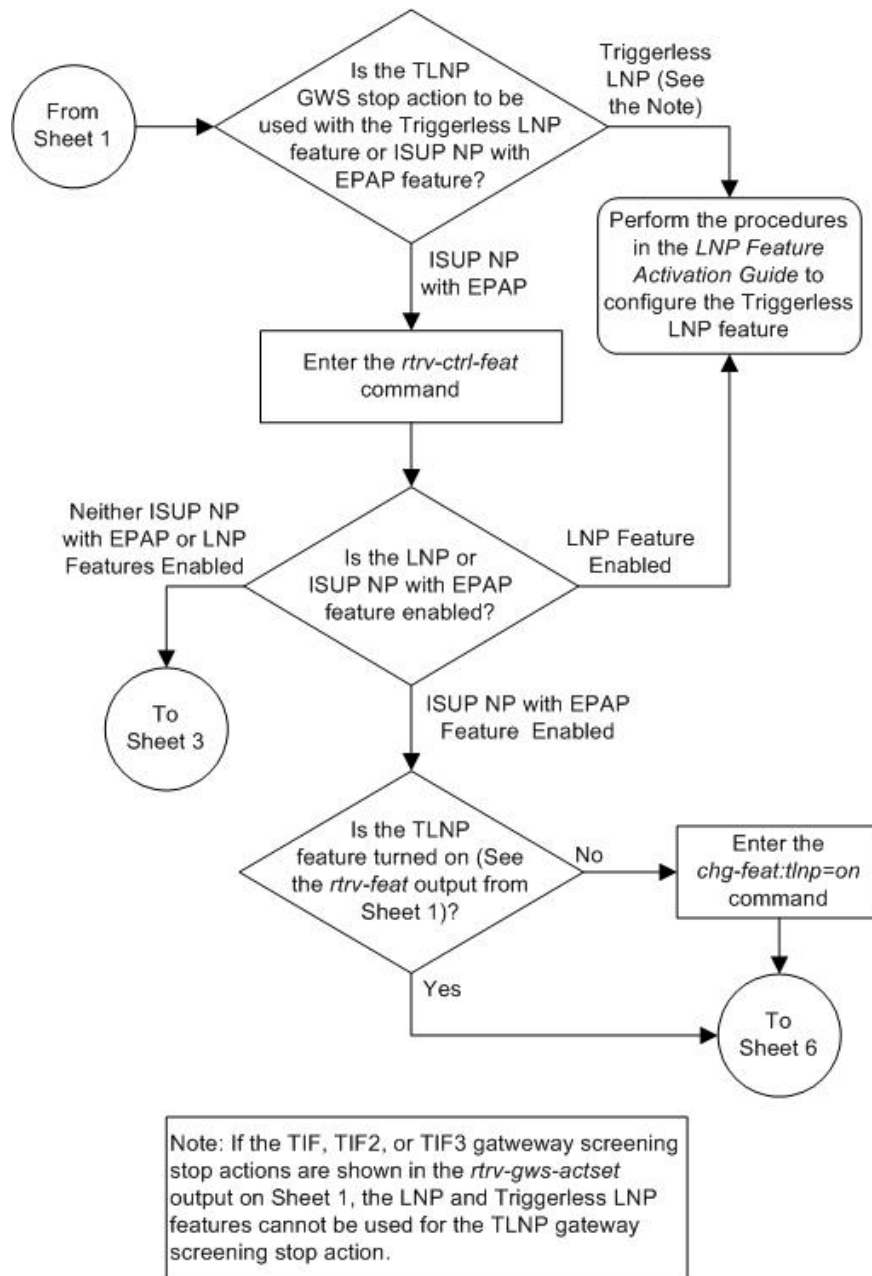 From
Sheet 1
Is the TLNP
GWS stop action to be
used with the Triggerless LNP
feature or ISUP NP with
EPAP feature?
Triggerless
LNP (See
the Note)
Perform the procedures
in the LNP Feature
Activation Guide to
configure the Triggerless
LNP feature
ISUP NP
with EPAP
Enter the rtrv-ctrl-feat
command
Neither ISUP NP
with EPAP or LNP
Features Enabled
Is the LNP or
ISUP NP with EPAP
feature enabled?
LNP Feature
Enabled
To
Sheet 3
ISUP NP with EPAP
Feature Enabled
Is the TLNP
feature turned on (See
the rtrv-feat output from
Sheet 1)?
No
Enter the
chg-feat:tlnp=on
command
Yes
To
Sheet 6
Note: If the TIF, TIF2, or TIF3 gatweway screening
stop actions are shown in the rtrv-gws-actset
output on Sheet 1, the LNP and Triggerless LNP
features cannot be used for the TLNP gateway
screening stop action.